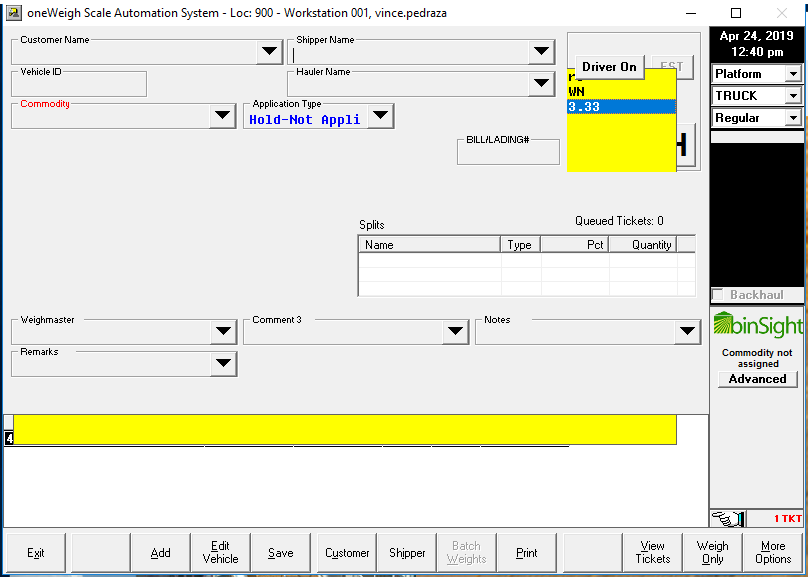 oneWeigh Scale Automation System - Loc: 900 - Workstation 001, vince.pedraza
Apr 24, 2019
12:40 pm
Customer Name
Shipper Name
Driver On
EST
Platform
Vehicle ID
Hauler Name
WN
TRUCK
Commodity
Application Type
3.33
Hold-Not Appli
Regular
BILL/LADING#
Splits
Queued Tickets: 0
Name Type Pct Quantity
Backhaul
Weighmaster
Comment 3
Notes
binSight
Remarks
Commodity not
assigned
Advanced
4
1 TKT
Exit
Add
Edit
Vehicle
Save
Customer
Shipper
Batch
Weights
Print
View
Tickets
Weigh
Only
More
Options